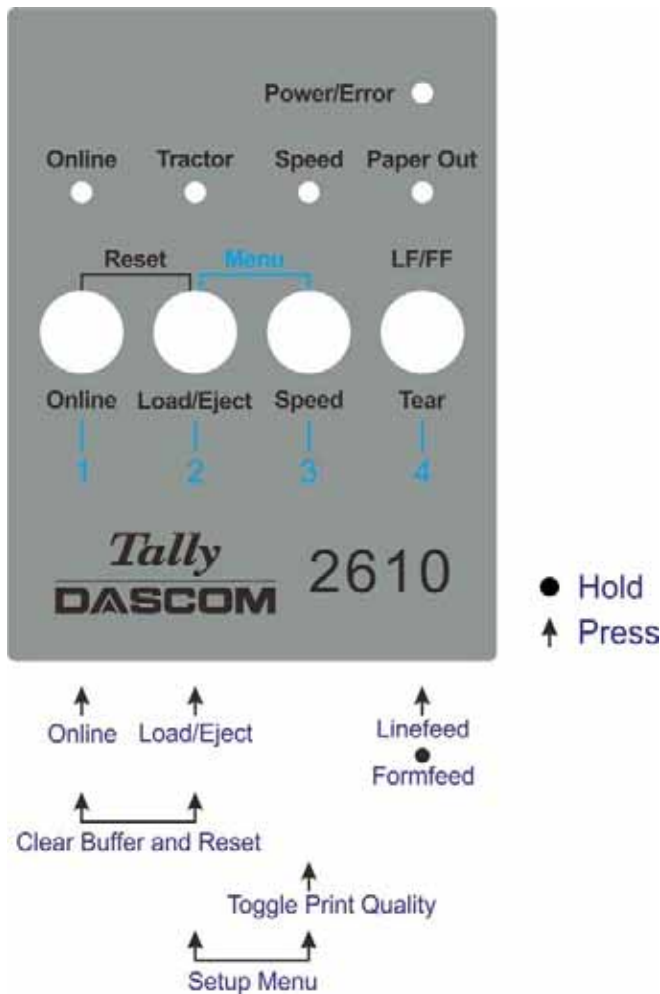 Power/Error
Online Tractor Speed Paper Out
Reset Menu LF/FF
Online Load/Eject Speed Tear
1 2 3 4
Tally
DASCOM 2610
Hold
Press
Online Load/Eject Linefeed
Formfeed
Clear Buffer and Reset
Toggle Print Quality
Setup Menu